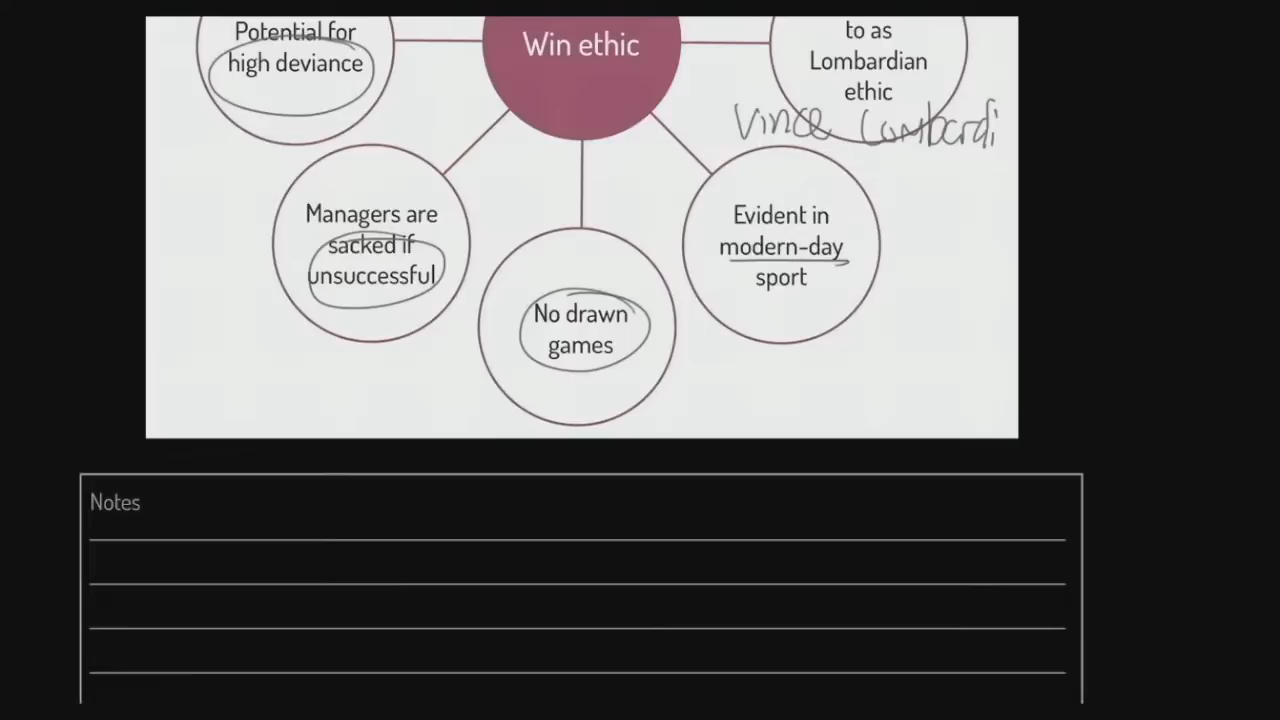 Potential for
high deviance
Win ethic
to as
Lombardian
ethic
Vince Lombardi
Managers are
sacked if
unsuccessful
No drawn
games
Evident in
modern-day
sport
Notes